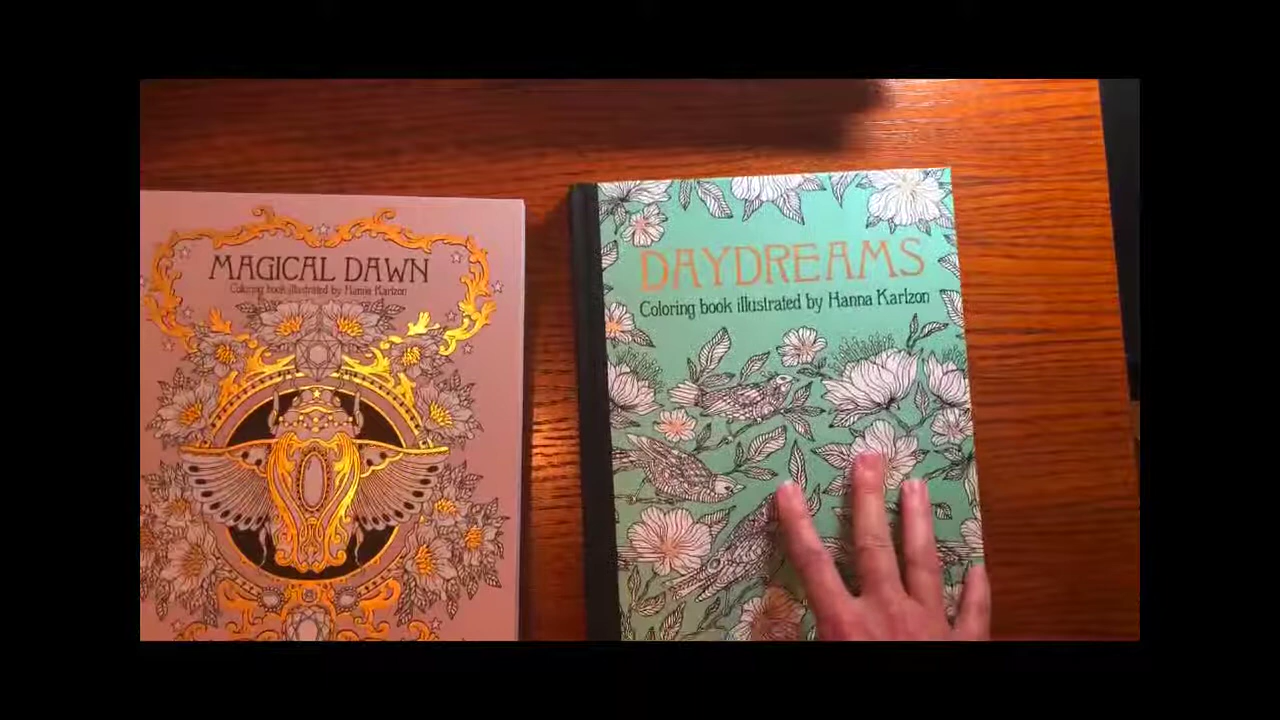 MAGICAL DAWN
Coloring book illustrated by Hanna Karlzon
DAYDREAMS
Coloring book illustrated by Hanna Karlzon